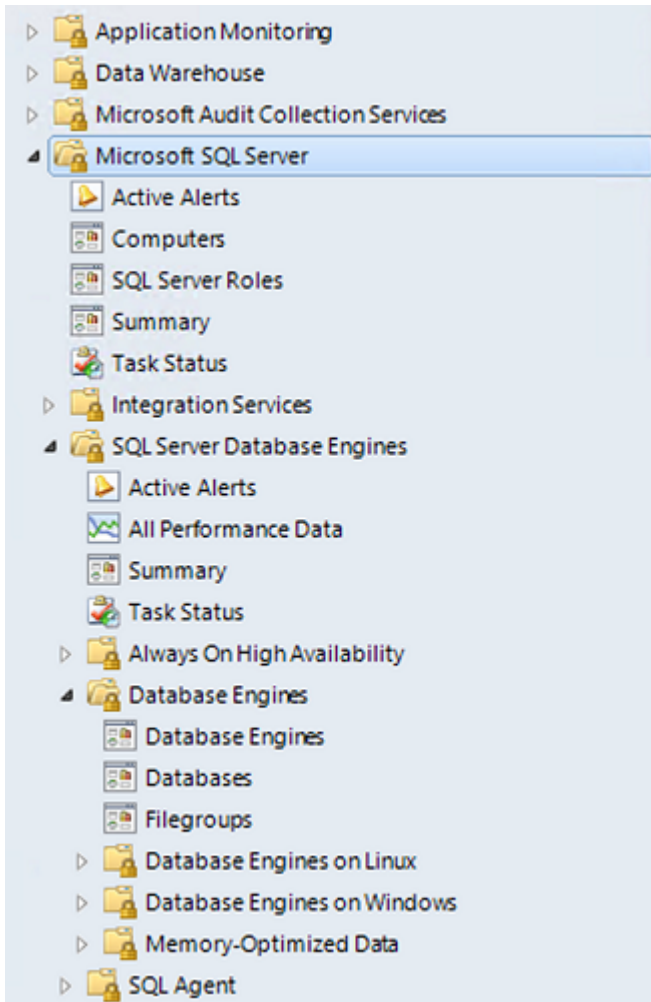 Application Monitoring
Data Warehouse
Microsoft Audit Collection Services
Microsoft SQL Server
Active Alerts
Computers
SQL Server Roles
Summary
Task Status
Integration Services
SQL Server Database Engines
Active Alerts
All Performance Data
Summary
Task Status
Always On High Availability
Database Engines
Database Engines
Databases
Filegroups
Database Engines on Linux
Database Engines on Windows
Memory-Optimized Data
SQL Agent